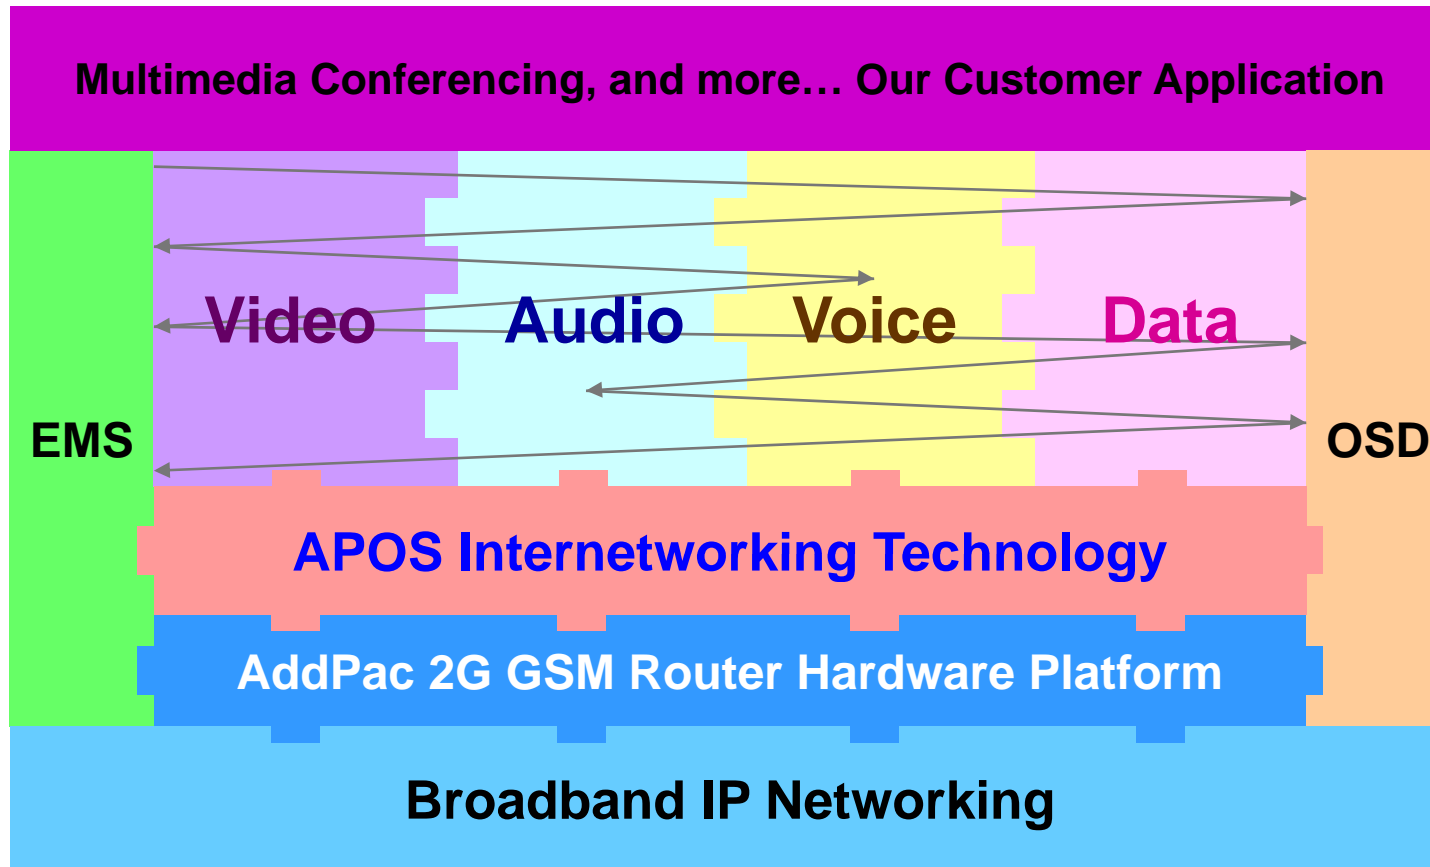 Multimedia Conferencing, and more… Our Customer Application
Video Audio Voice Data
EMS
OSD
APOS Internetworking Technology
AddPac 2G GSM Router Hardware Platform
Broadband IP Networking